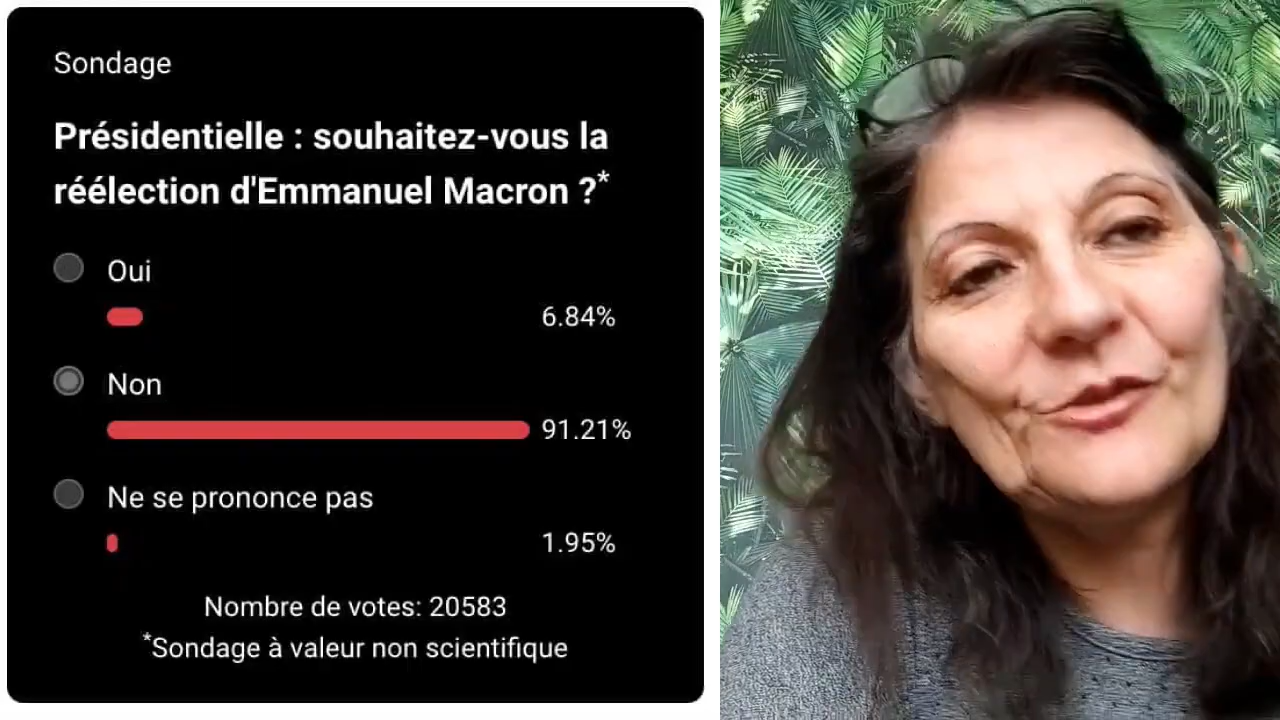 Sondage
Présidentielle : souhaitez-vous la
réélection d'Emmanuel Macron ?*
Oui
6.84%
Non
91.21%
Ne se prononce pas
1.95%
Nombre de votes: 20583
*Sondage à valeur non scientifique